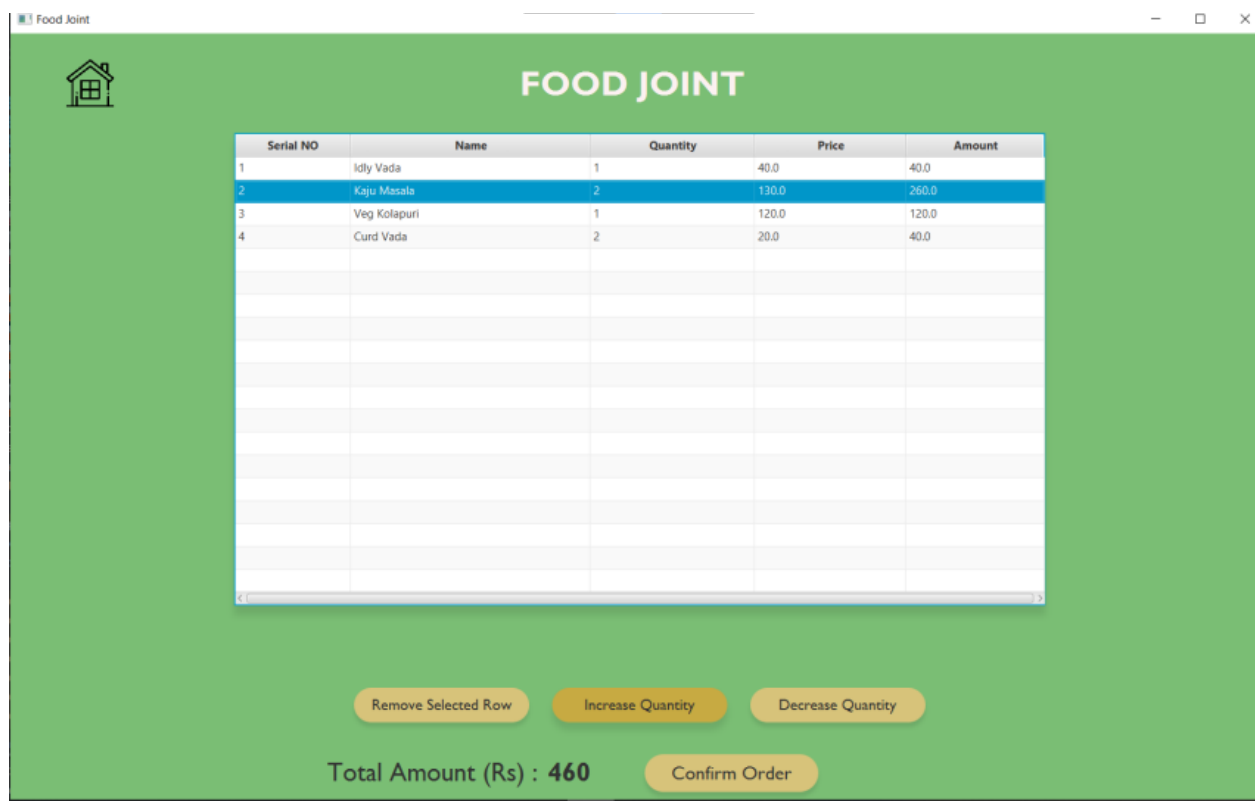 Food Joint
FOOD JOINT
Serial NO Name Quantity Price Amount
1 Idly Vada 1 40.0 40.0
2 Kaju Masala 2 130.0 260.0
3 Veg Kolapuri 1 120.0 120.0
4 Curd Vada 2 20.0 40.0
Remove Selected Row Increase Quantity Decrease Quantity
Total Amount (Rs) : 460 Confirm Order